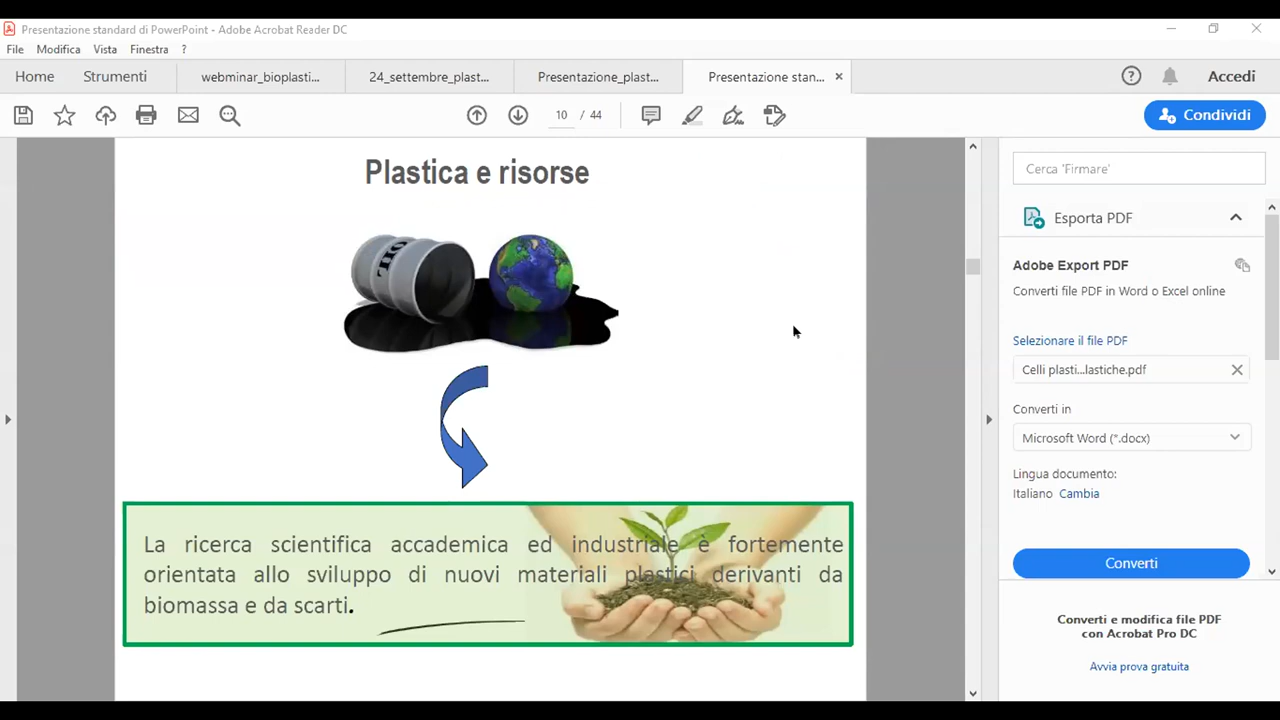 Presentazione standard di PowerPoint - Adobe Acrobat Reader DC
File Modifica Vista Finestra ?
Home Strumenti webminar_bioplasti... 24_settembre_plast... Presentazione_plast... Presentazione stan... × Accedi
10 / 44 Condividi
Plastica e risorse
OIL
La ricerca scientifica accademica ed industriale è fortemente
orientata allo sviluppo di nuovi materiali plastici derivanti da
biomassa e da scarti.
Cerca 'Firmare'
Esporta PDF
Adobe Export PDF
Converti file PDF in Word o Excel online
Selezionare il file PDF
Celli plasti...lastiche.pdf
Converti in
Microsoft Word (*.docx)
Lingua documento:
Italiano Cambia
Converti
Converti e modifica file PDF
con Acrobat Pro DC
Avvia prova gratuita